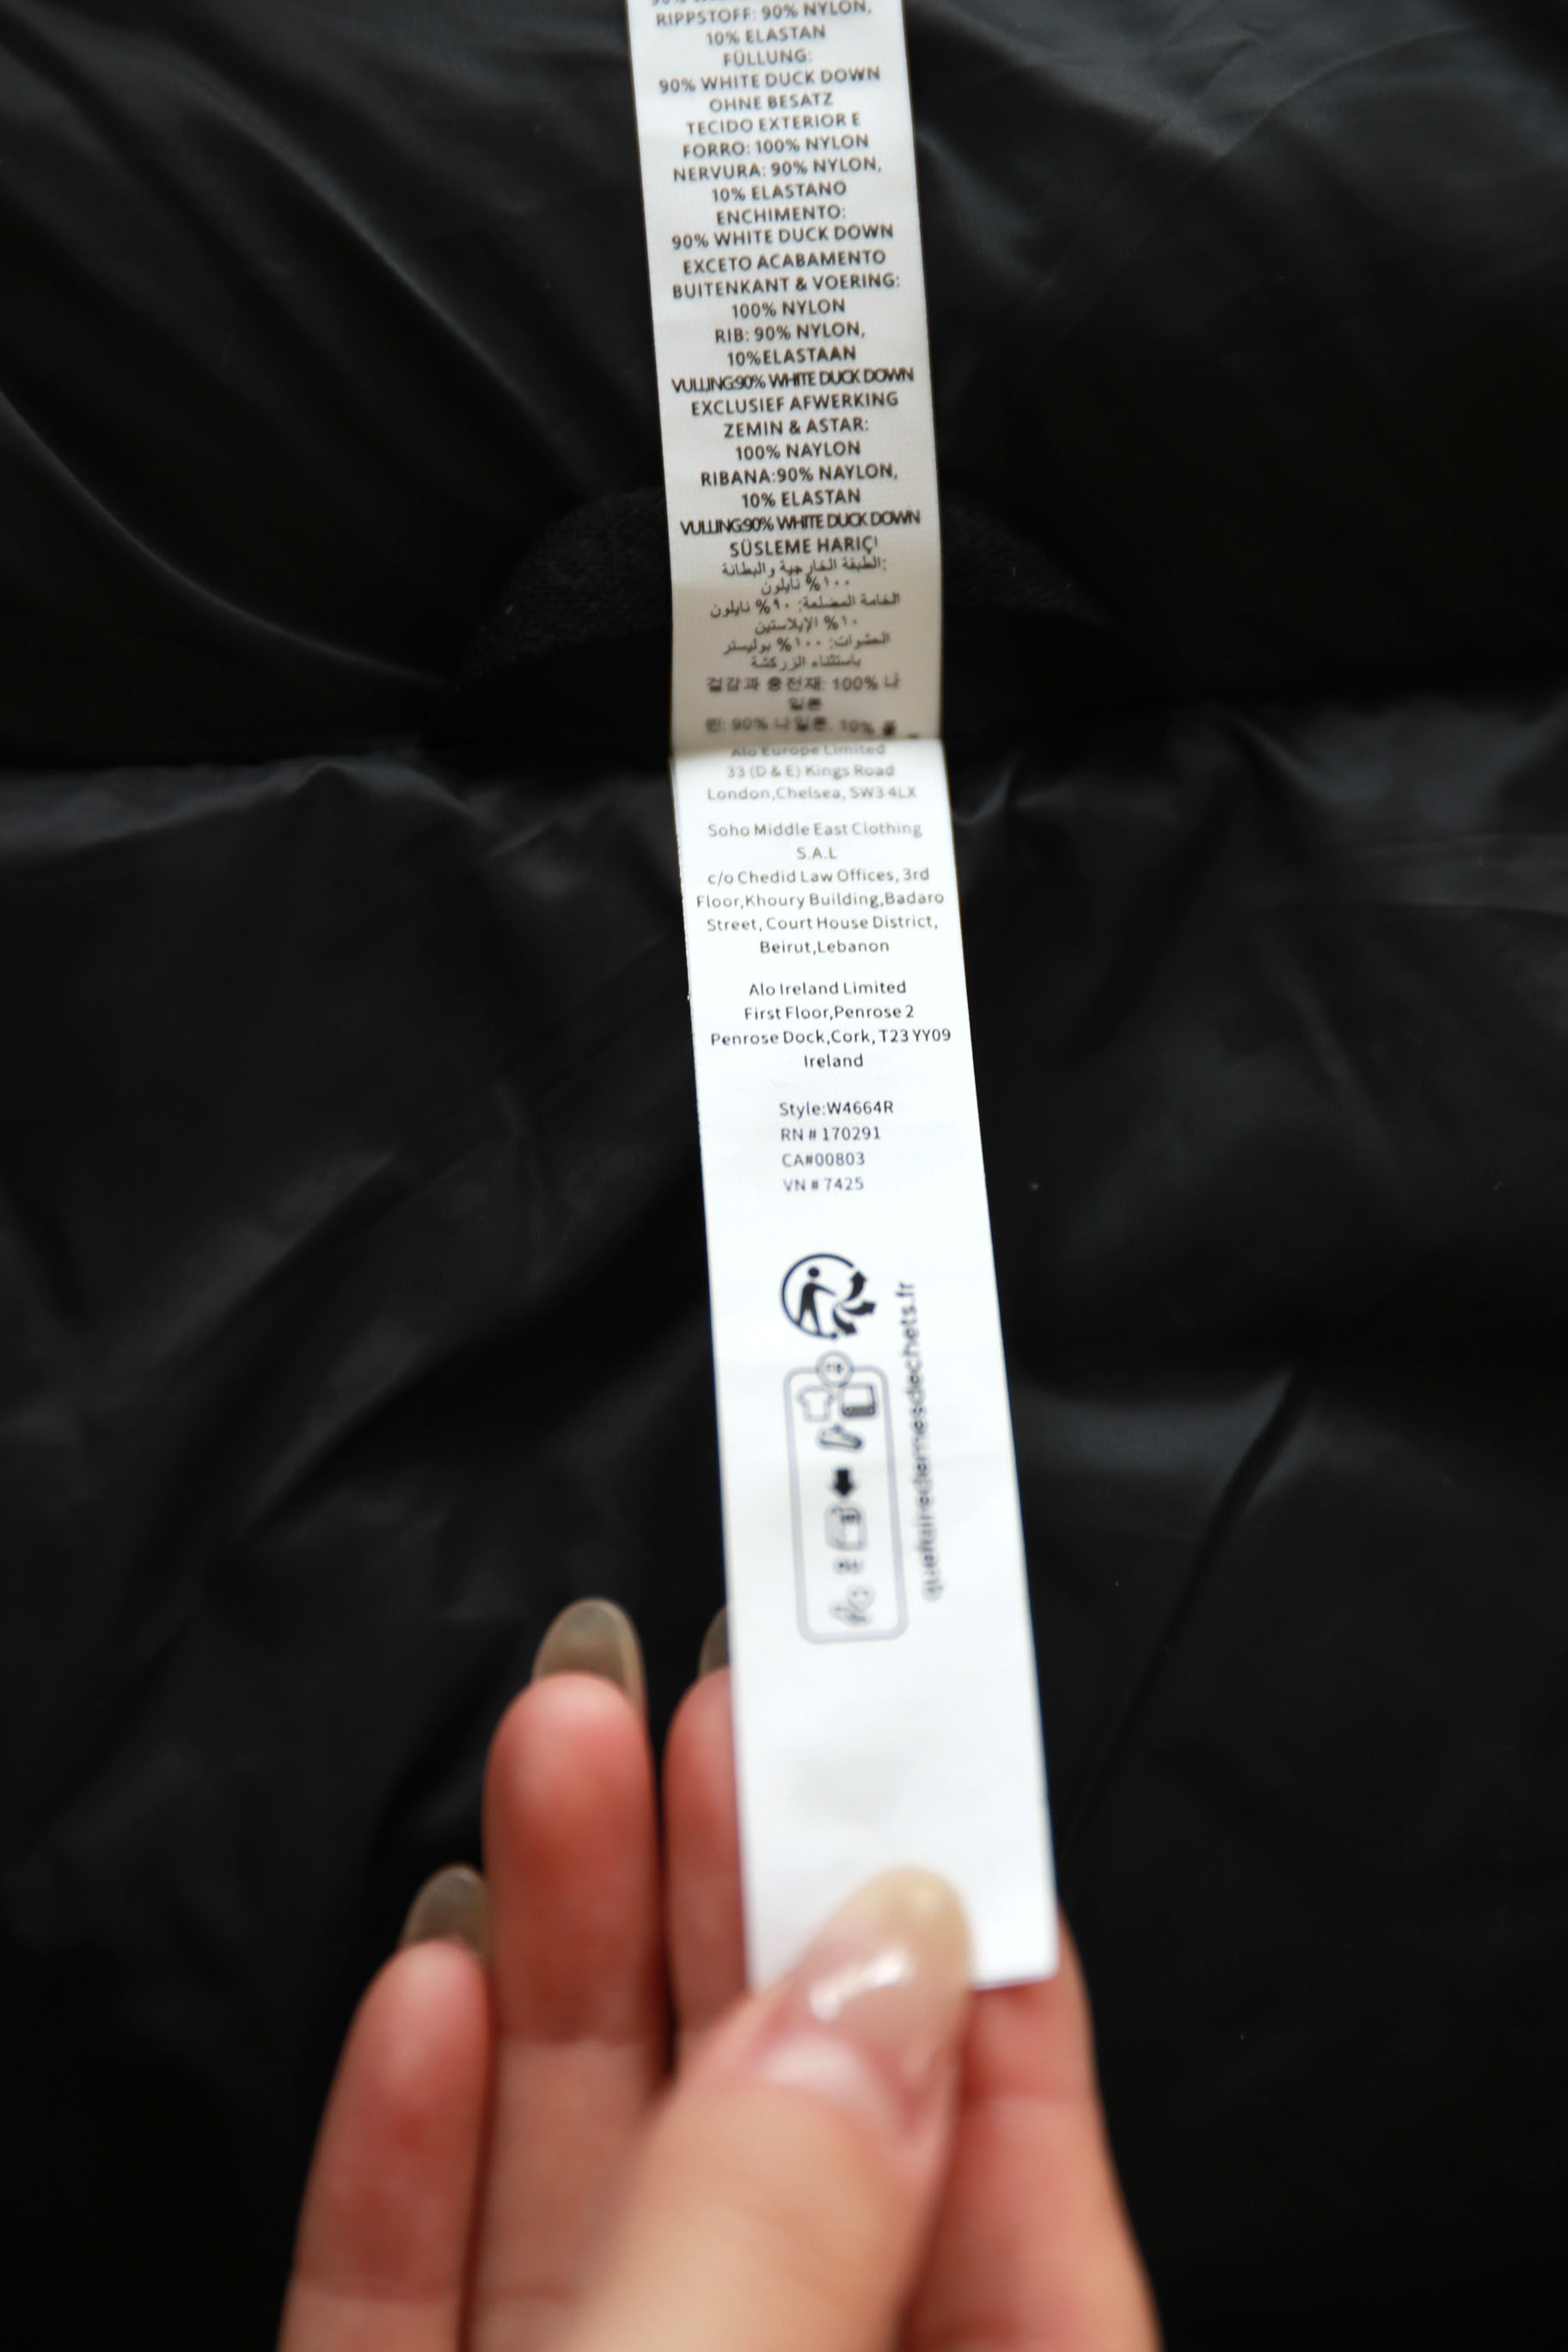 RIPPSTOFF: 90% NYLON,
10% ELASTAN
FÜLLUNG:
90% WHITE DUCK DOWN
OHNE BESATZ
TECIDO EXTERIOR E
FORRO: 100% NYLON
NERVURA: 90% NYLON,
10% ELASTANO
ENCHIMENTO:
90% WHITE DUCK DOWN
EXCETO ACABAMENTO
BUITENKANT & VOERING:
100% NYLON
RIB: 90% NYLON,
10%ELASTAAN
VULLING:90% WHITE DUCK DOWN
EXCLUSIEF AFWERKING
ZEMIN & ASTAR:
100% NAYLON
RIBANA:90% NAYLON,
10% ELASTAN
VULLING:90% WHITE DUCK DOWN
SÜSLEME HARIÇ
الطبقة الخارجية والبطانة:
١٠٠% نايلون
الخامة المضلعة: ٩٠% نايلون
١٠% الإيلاستين
الحشوات: ١٠٠% بوليستر
باستثناء الزركشة
겉감과 충전재: 100% 나
일론
린: 90% 나일론, 10%
Alo Europe Limited
33 (D & E) Kings Road
London,Chelsea, SW3 4LX
Soho Middle East Clothing
S.A.L
c/o Chedid Law Offices, 3rd
Floor,Khoury Building,Badaro
Street, Court House District,
Beirut,Lebanon
Alo Ireland Limited
First Floor,Penrose 2
Penrose Dock,Cork, T23 YY09
Ireland
Style:W4664R
RN # 170291
CA#00803
VN # 7425
quefairedemesdechets.fr